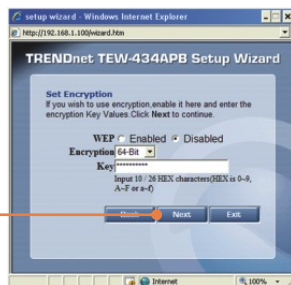 setup wizard - Windows Internet Explorer
http://192.168.1.100/wizard.htm
TRENDnet TEW-434APB Setup Wizard
Set Encryption
If you wish to use encryption,enable it here and enter the
encryption Key Values.Click Next to continue.
WEP Enabled Disabled
Encryption 64-Bit
Key **********
Input 10 / 26 HEX characters(HEX is 0~9,
A~F or a~f)
Back Next Exit
Internet 100%